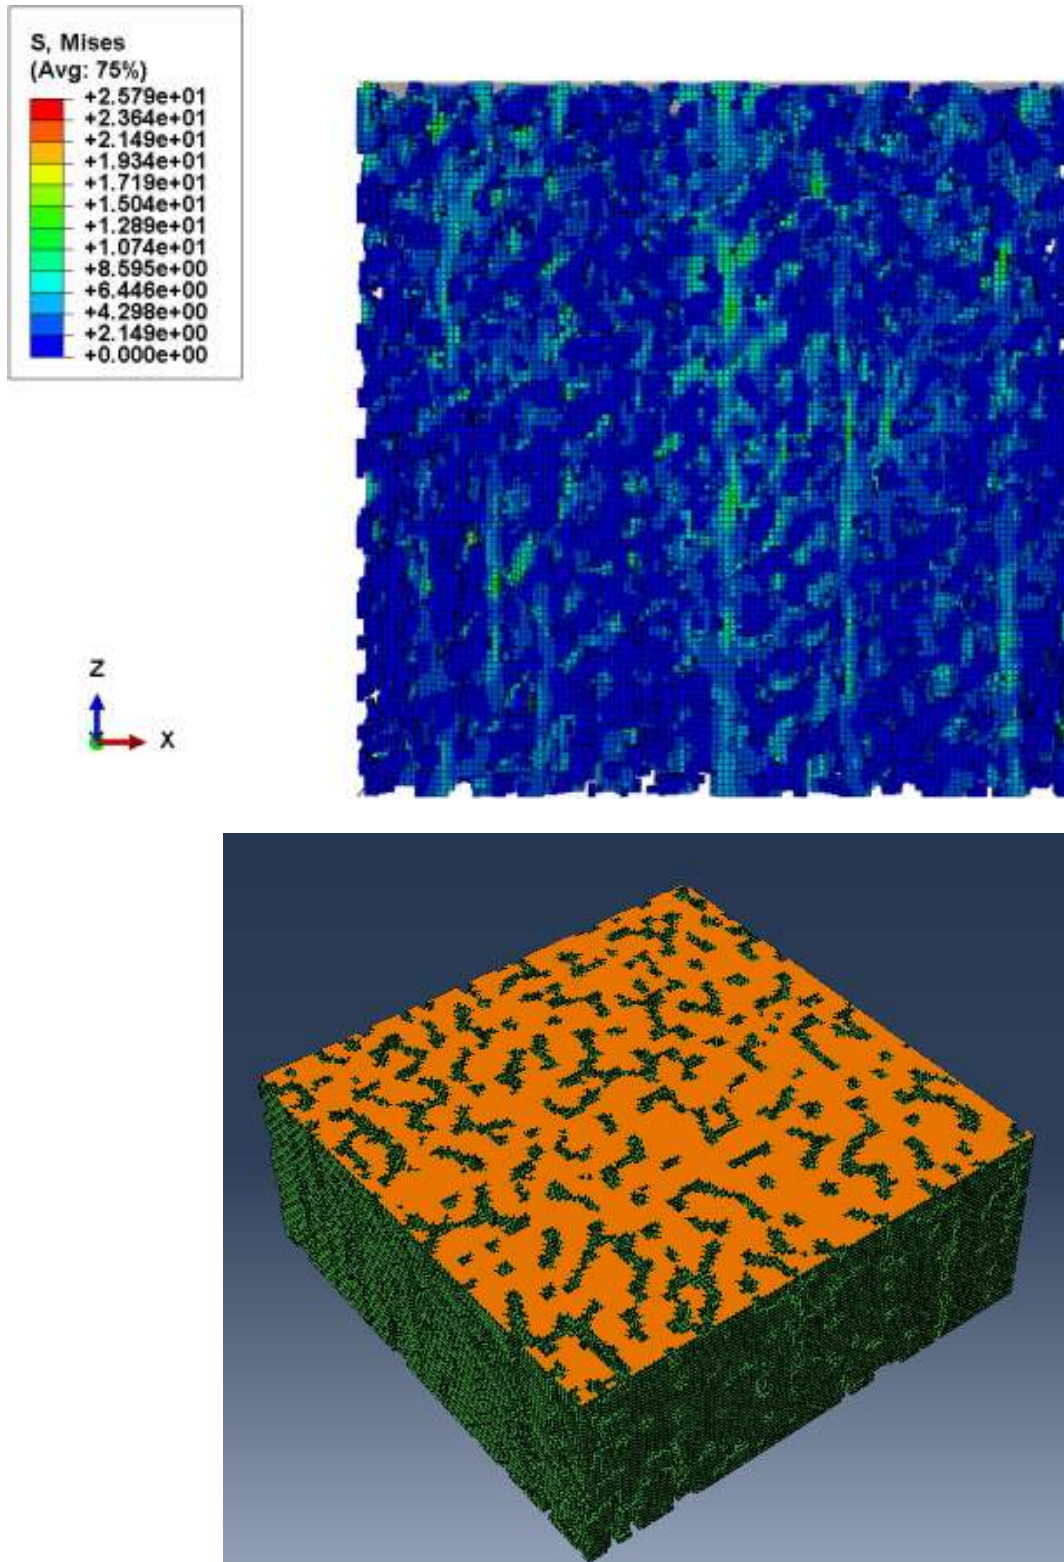 S, Mises
(Avg: 75%)
+2.579e+01
+2.364e+01
+2.149e+01
+1.934e+01
+1.719e+01
+1.504e+01
+1.289e+01
+1.074e+01
+8.595e+00
+6.446e+00
+4.298e+00
+2.149e+00
+0.000e+00
Z
X